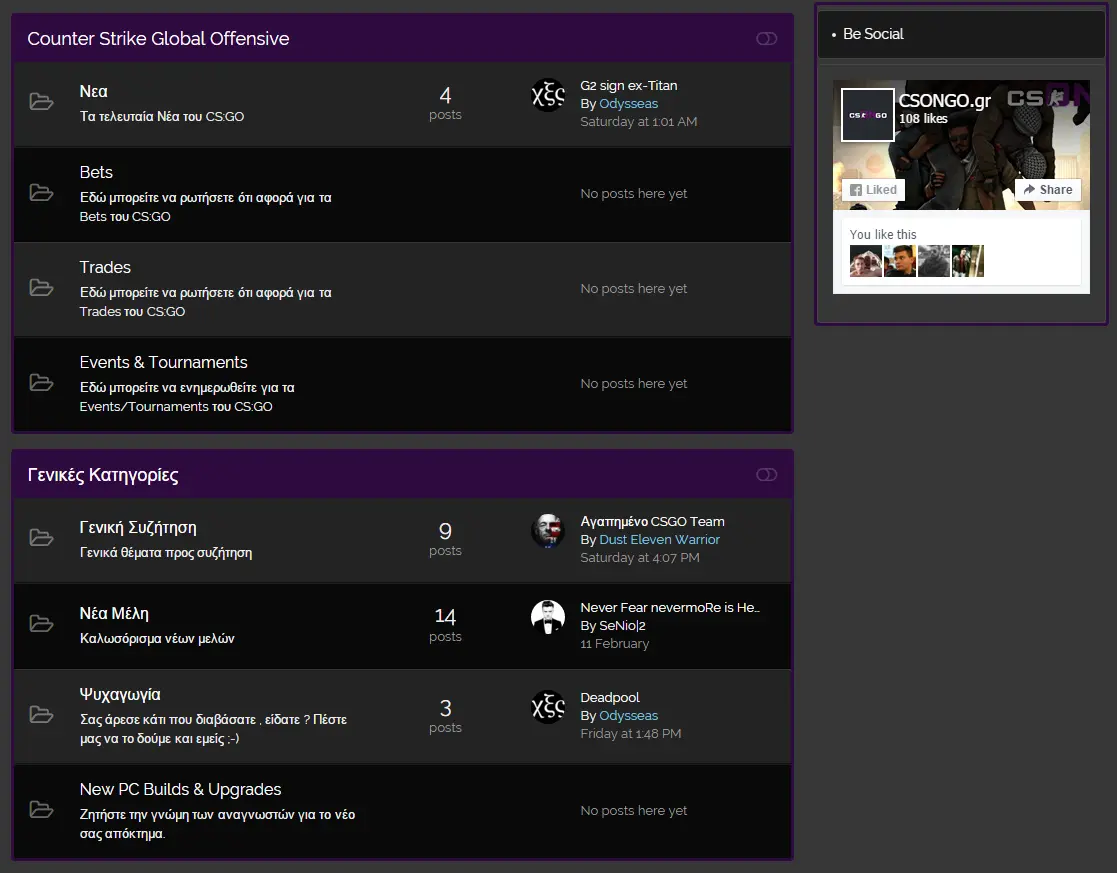 Counter Strike Global Offensive
Νεα
Τα τελευταία Νέα του CS:GO
4
posts
χξς
G2 sign ex-Titan
By Odysseas
Saturday at 1:01 AM
Bets
Εδώ μπορείτε να ρωτήσετε ότι αφορά για τα
Bets του CS:GO
No posts here yet
Trades
Εδώ μπορείτε να ρωτήσετε ότι αφορά για τα
Trades του CS:GO
No posts here yet
Events & Tournaments
Εδώ μπορείτε να ενημερωθείτε για τα
Events/Tournaments του CS:GO
No posts here yet
Γενικές Κατηγορίες
Γενική Συζήτηση
Γενικά θέματα προς συζήτηση
9
posts
Αγαπημένο CSGO Team
By Dust Eleven Warrior
Saturday at 4:07 PM
Νέα Μέλη
Καλωσόρισμα νέων μελών
14
posts
Never Fear nevermoRe is He...
By SeNio|2
11 February
Ψυχαγωγία
Σας άρεσε κάτι που διαβάσατε , είδατε ? Πέστε
μας να το δούμε και εμείς ;-)
3
posts
χξς
Deadpool
By Odysseas
Friday at 1:48 PM
New PC Builds & Upgrades
Ζητήστε την γνώμη των αναγνωστών για το νέο
σας απόκτημα.
No posts here yet
• Be Social
CSONGO
CSONGO.gr
108 likes
CS ON
Liked
Share
You like this